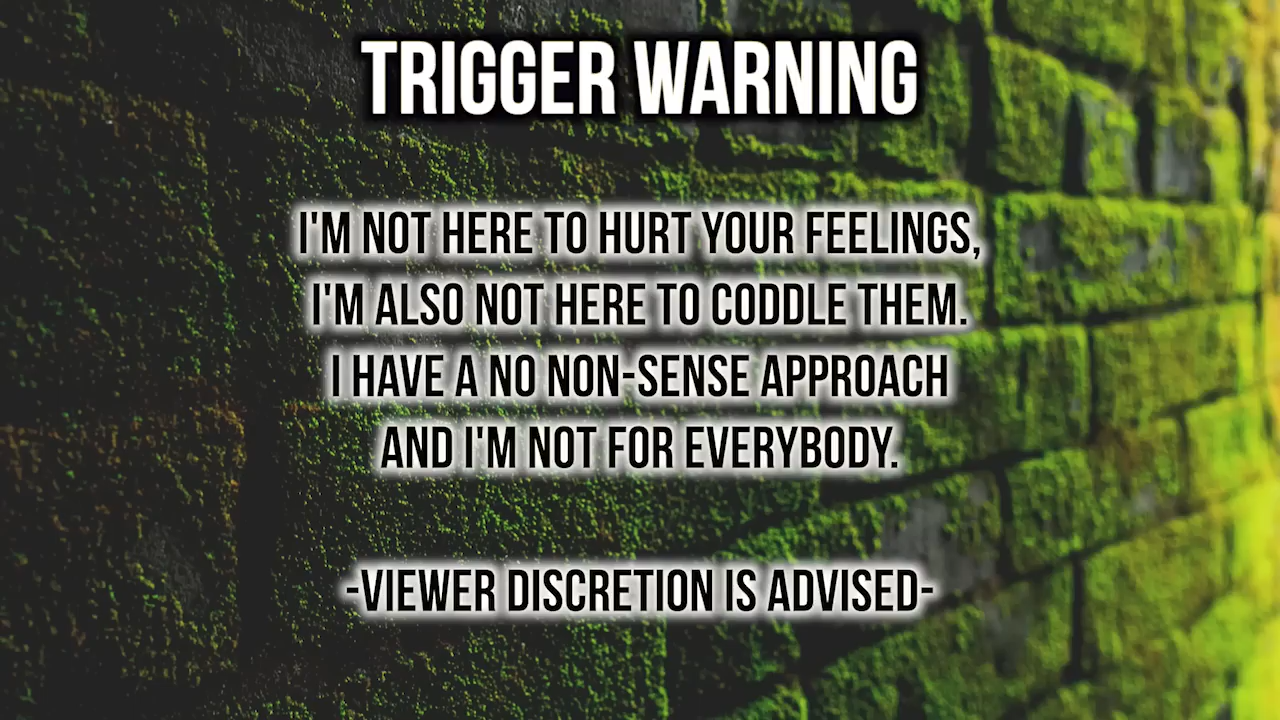 TRIGGER WARNING
I'M NOT HERE TO HURT YOUR FEELINGS,
I'M ALSO NOT HERE TO CODDLE THEM.
I HAVE A NO NON-SENSE APPROACH
AND I'M NOT FOR EVERYBODY.
-VIEWER DISCRETION IS ADVISED-